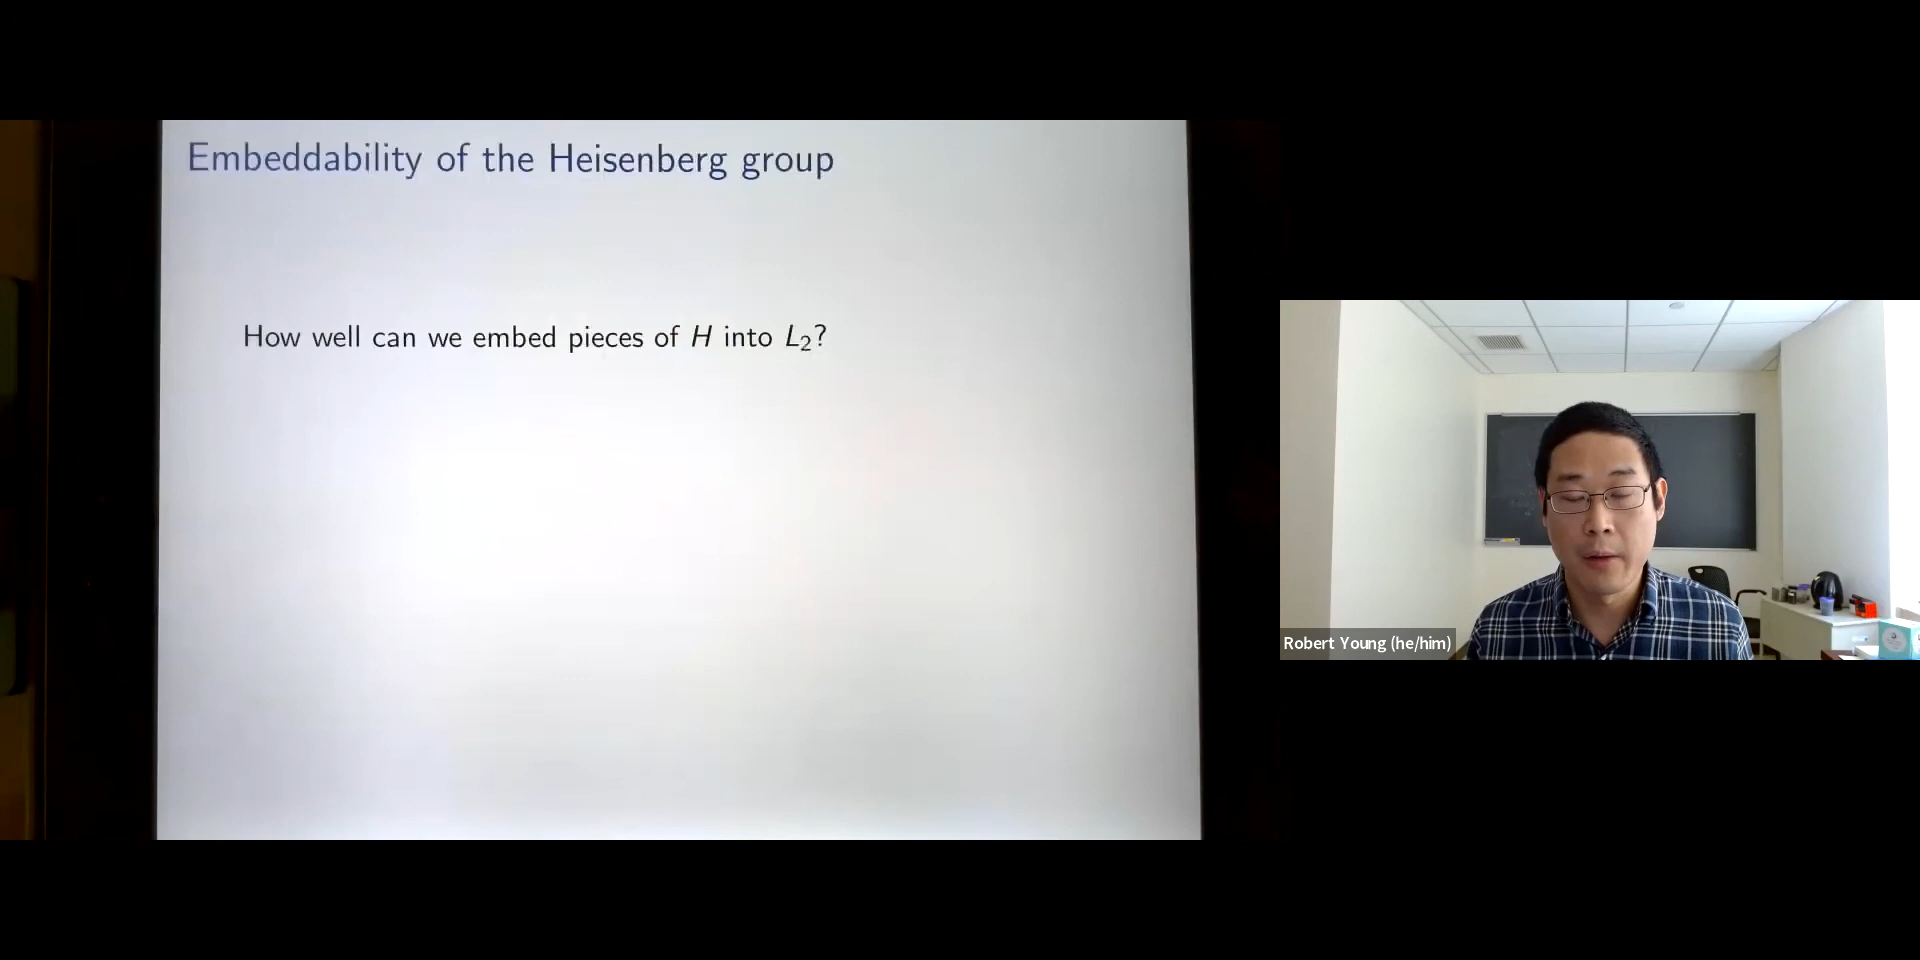 Embeddability of the Heisenberg group
How well can we embed pieces of H into L₂?
Robert Young (he/him)